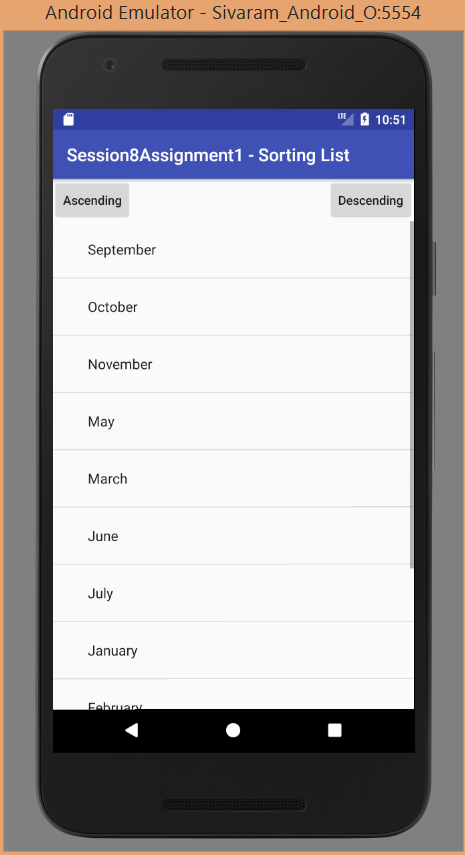 Android Emulator - Sivaram_Android_O:5554
LTE 10:51
Session8Assignment1 - Sorting List
Ascending Descending
September
October
November
May
March
June
July
January
February